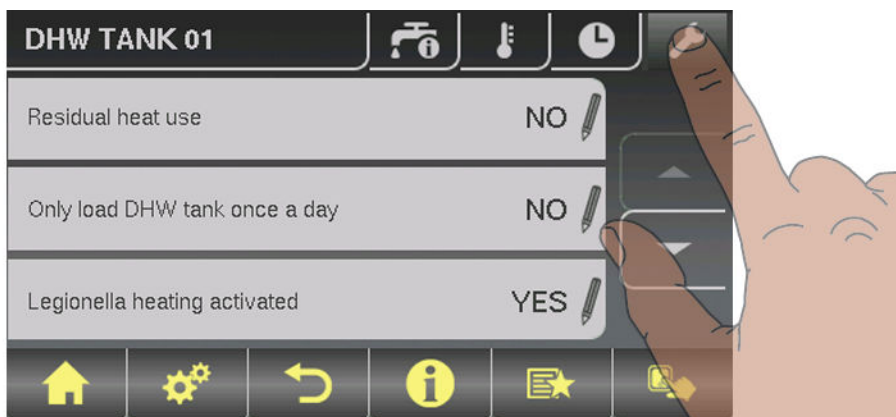 DHW TANK 01
Residual heat use NO
Only load DHW tank once a day NO
Legionella heating activated YES